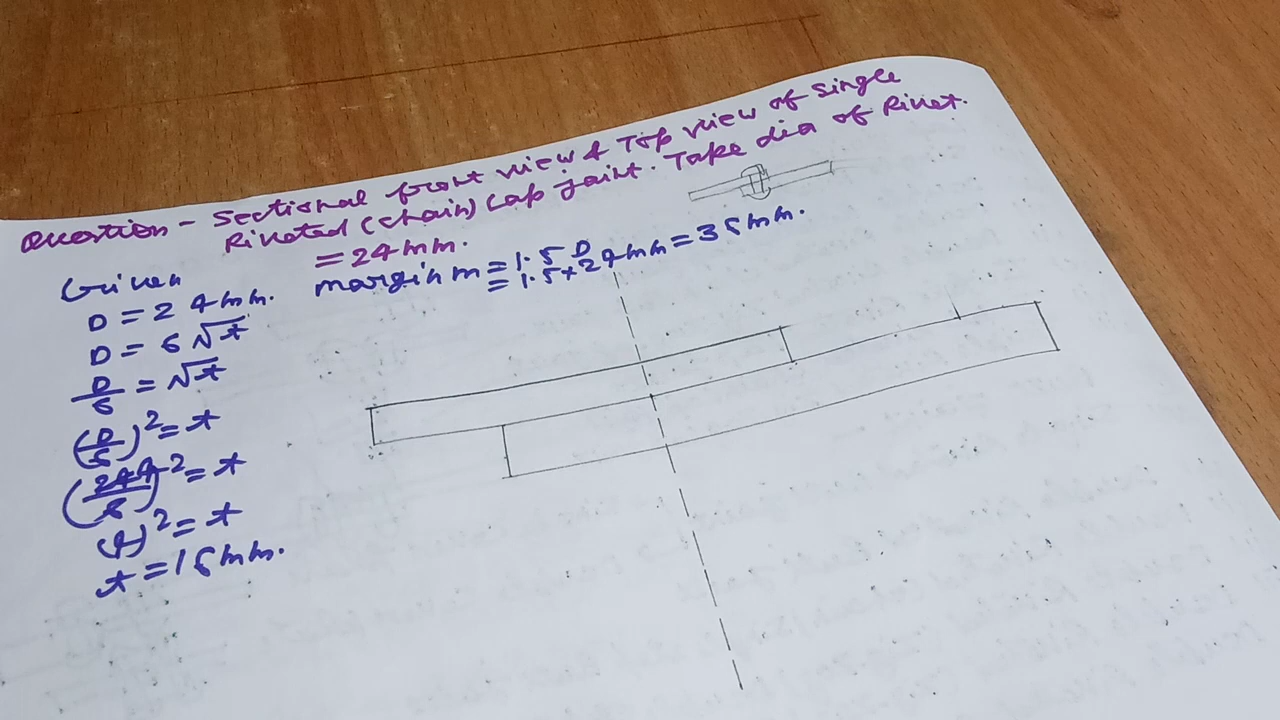 Question - Sectional front view & Top view of Single
Riveted (chain) Lap joint. Take dia of Rivet.
= 24 mm.
Given
D = 24 mm.
D = 6 √t
D/6 = √t
(D/6)² = t
(24 4/6)² = t
(4)² = t
t = 16 mm.
margin m = 1.5 D
= 1.5 x 24 mm = 36 mm.